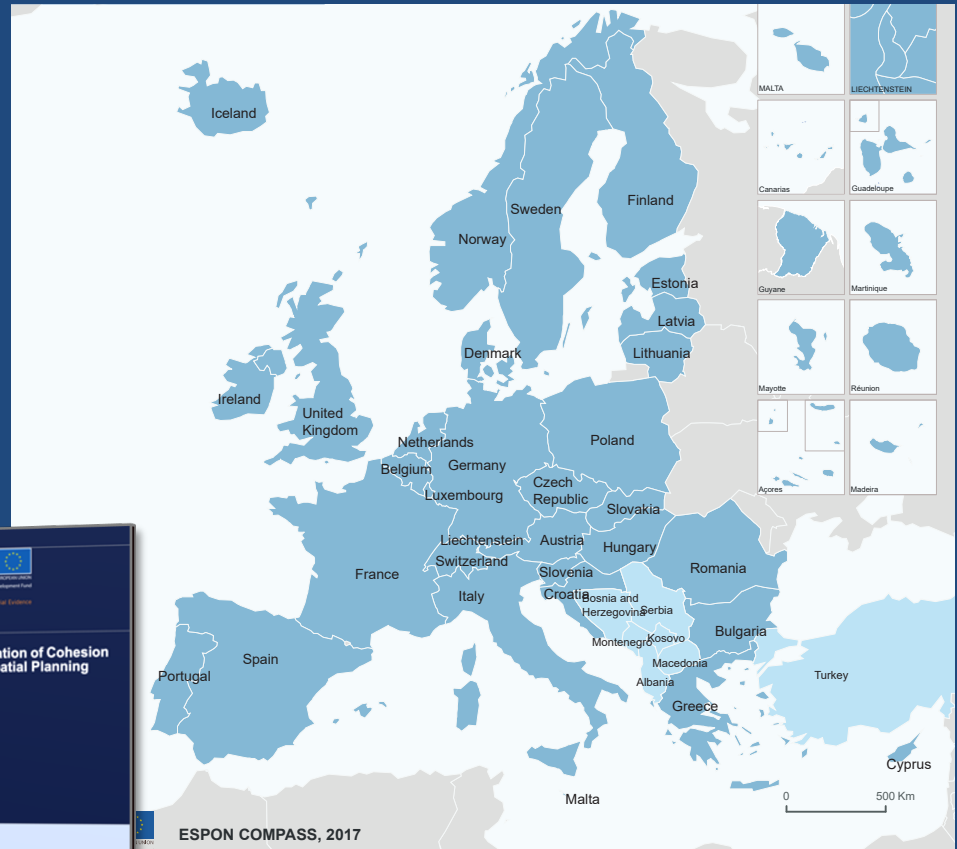 MALTA
LIECHTENSTEIN
Iceland
Canarias
Guadeloupe
Finland
Sweden
Norway
Guyane
Martinique
Estonia
Latvia
Lithuania
Denmark
Mayotte
Réunion
Ireland
United
Kingdom
Netherlands
Poland
Belgium
Germany
Açores
Madeira
Luxembourg
Czech
Republic
Slovakia
Liechtenstein
Austria
Hungary
Switzerland
Romania
France
Slovenia
Italy
Croatia
Bosnia and
Herzegovina
Serbia
Montenegro
Kosovo
Bulgaria
Macedonia
Spain
Portugal
Albania
Turkey
Greece
Cyprus
Malta
0 500 Km
ation of Cohesion
atial Planning
ESPON COMPASS, 2017